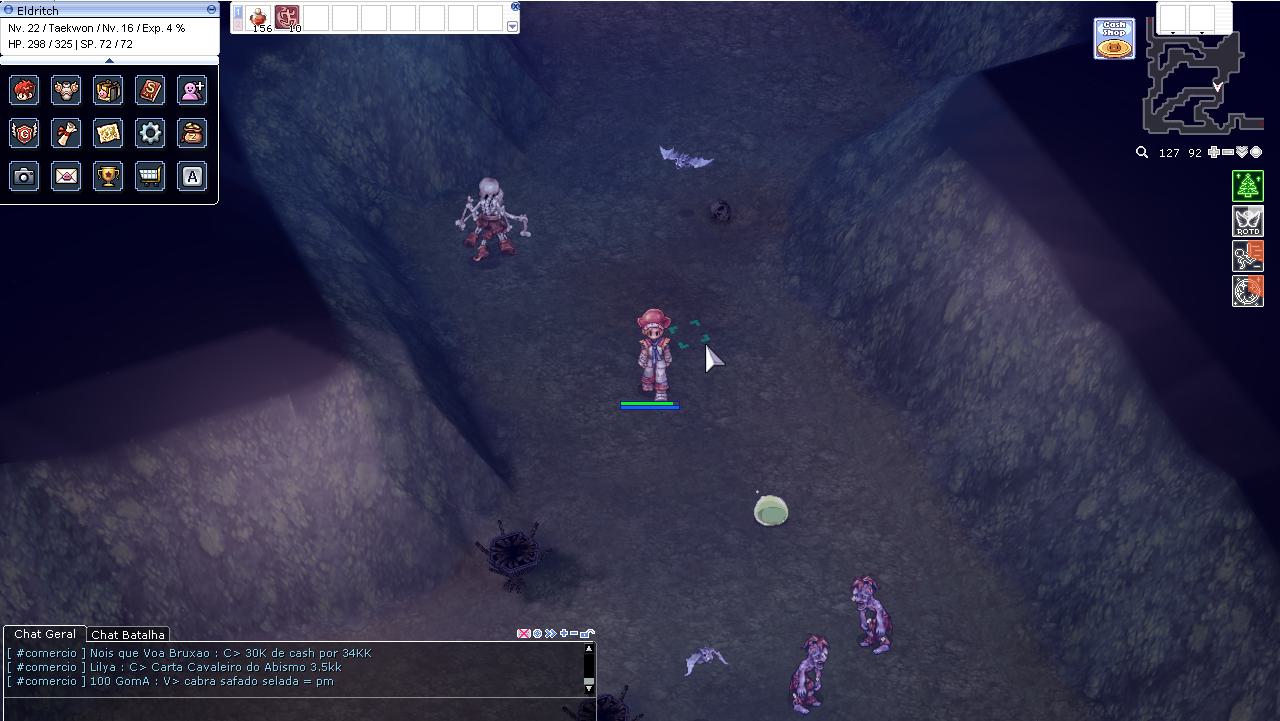 Eldritch
Nv. 22 / Taekwon / Nv. 16 / Exp. 4 %
HP. 298 / 325 | SP. 72 / 72
156 10
Cash
Shop
127 92
ROTD
S
G
Z
A
Chat Geral Chat Batalha
[ #comercio ] Nois que Voa Bruxao : C> 30K de cash por 34KK
[ #comercio ] Lilya : C> Carta Cavaleiro do Abismo 3.5kk
[ #comercio ] 100 GomA : V> cabra safado selada = pm